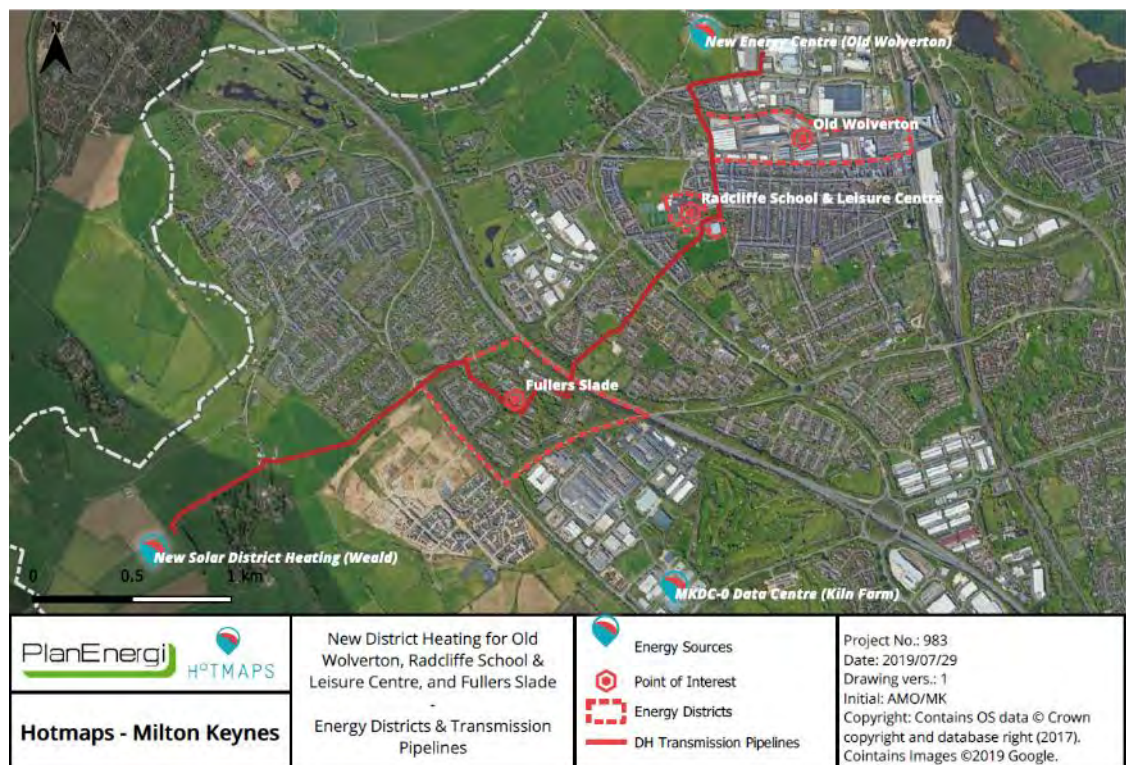 N
New Energy Centre (Old Wolverton)
Old Wolverton
Radcliffe School & Leisure Centre
Fullers Slade
New Solar District Heating (Weald)
MKDC-0 Data Centre (Kiln Farm)
0 0.5 1 km
PlanEnergi
HOTMAPS
Hotmaps - Milton Keynes
New District Heating for Old
Wolverton, Radcliffe School &
Leisure Centre, and Fullers Slade
-
Energy Districts & Transmission
Pipelines
Energy Sources
Point of Interest
Energy Districts
DH Transmission Pipelines
Project No.: 983
Date: 2019/07/29
Drawing vers.: 1
Initial: AMO/MK
Copyright: Contains OS data © Crown
copyright and database right (2017).
Cointains Images ©2019 Google.